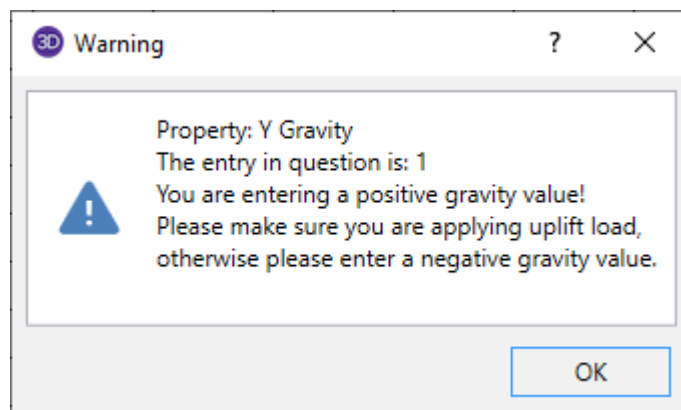 3D Warning ?
Property: Y Gravity
The entry in question is: 1
You are entering a positive gravity value!
Please make sure you are applying uplift load,
otherwise please enter a negative gravity value.
OK